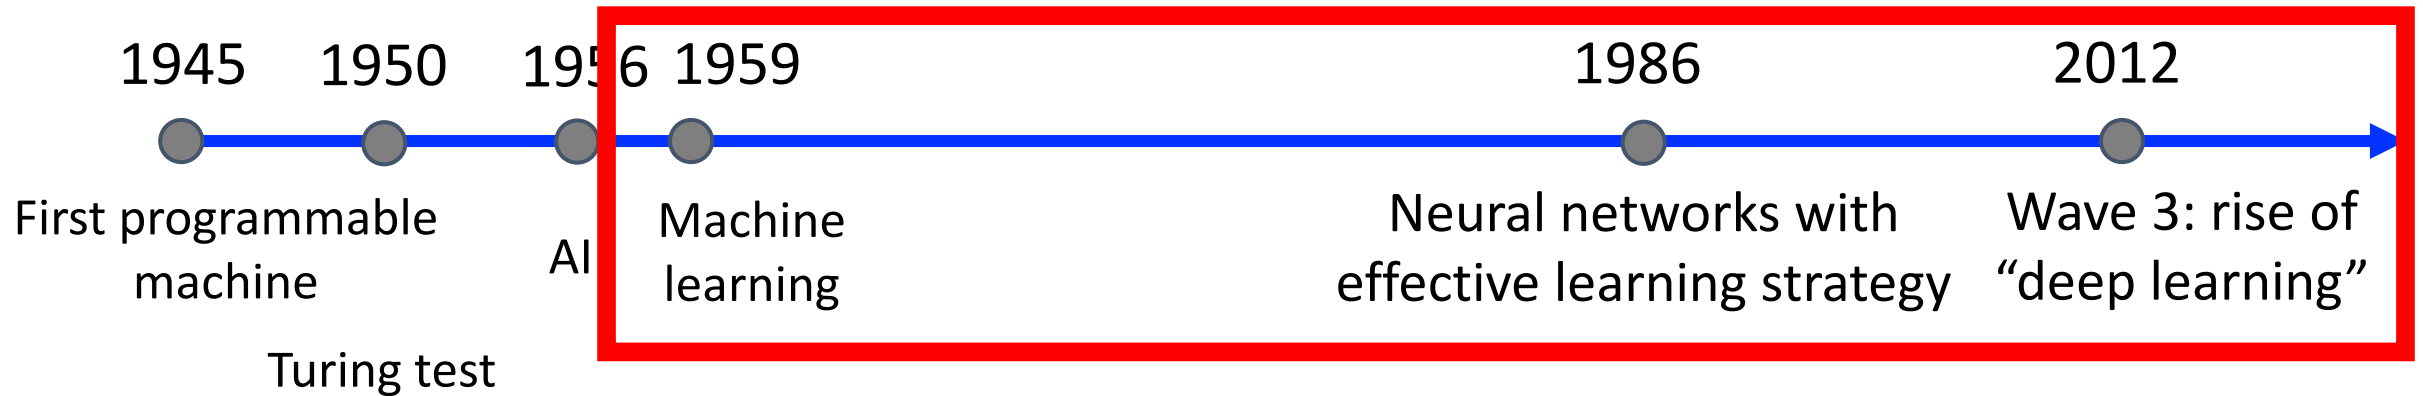 1945 1950 1956 1959 1986 2012
First programmable
machine
Turing test
AI
Machine
learning
Neural networks with
effective learning strategy
Wave 3: rise of
“deep learning”